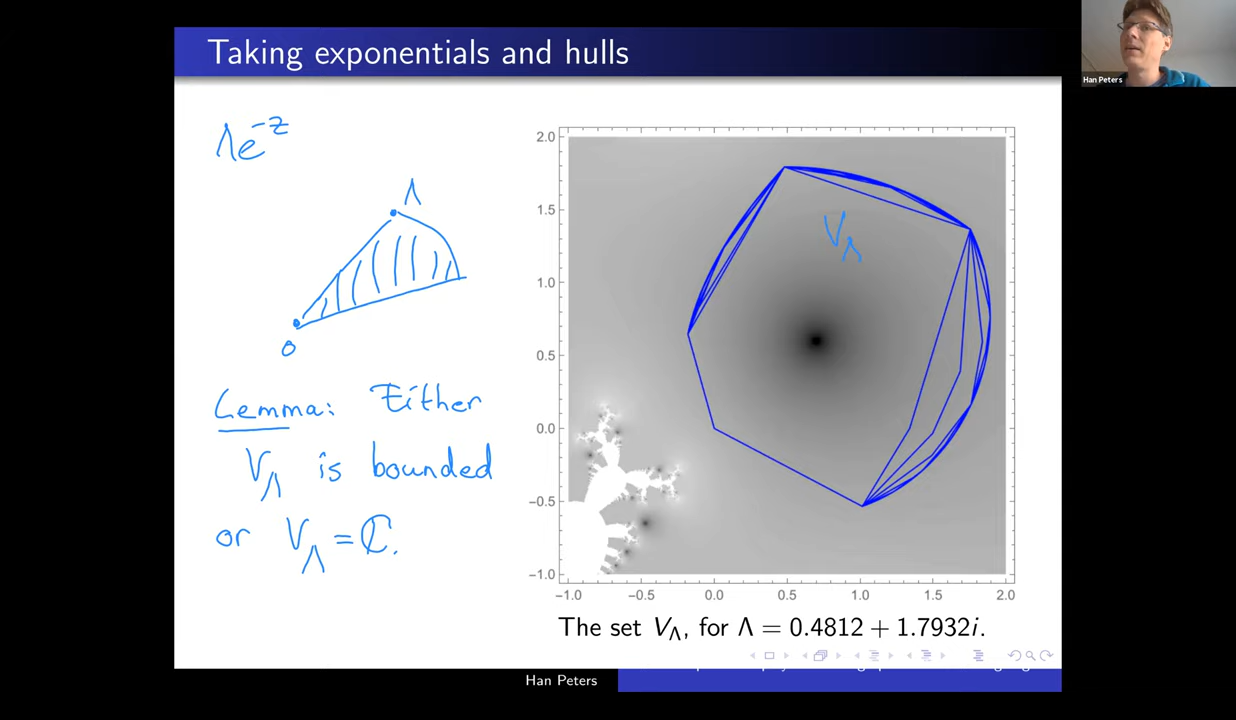 Taking exponentials and hulls
Han Peters
Λe^{-z}
Λ
0
Lemma: Either
V_Λ is bounded
or V_Λ = ℂ.
V_Λ
2.0
1.5
1.0
0.5
0.0
−0.5
−1.0
−1.0 −0.5 0.0 0.5 1.0 1.5 2.0
The set V_Λ, for Λ = 0.4812 + 1.7932i.
Han Peters